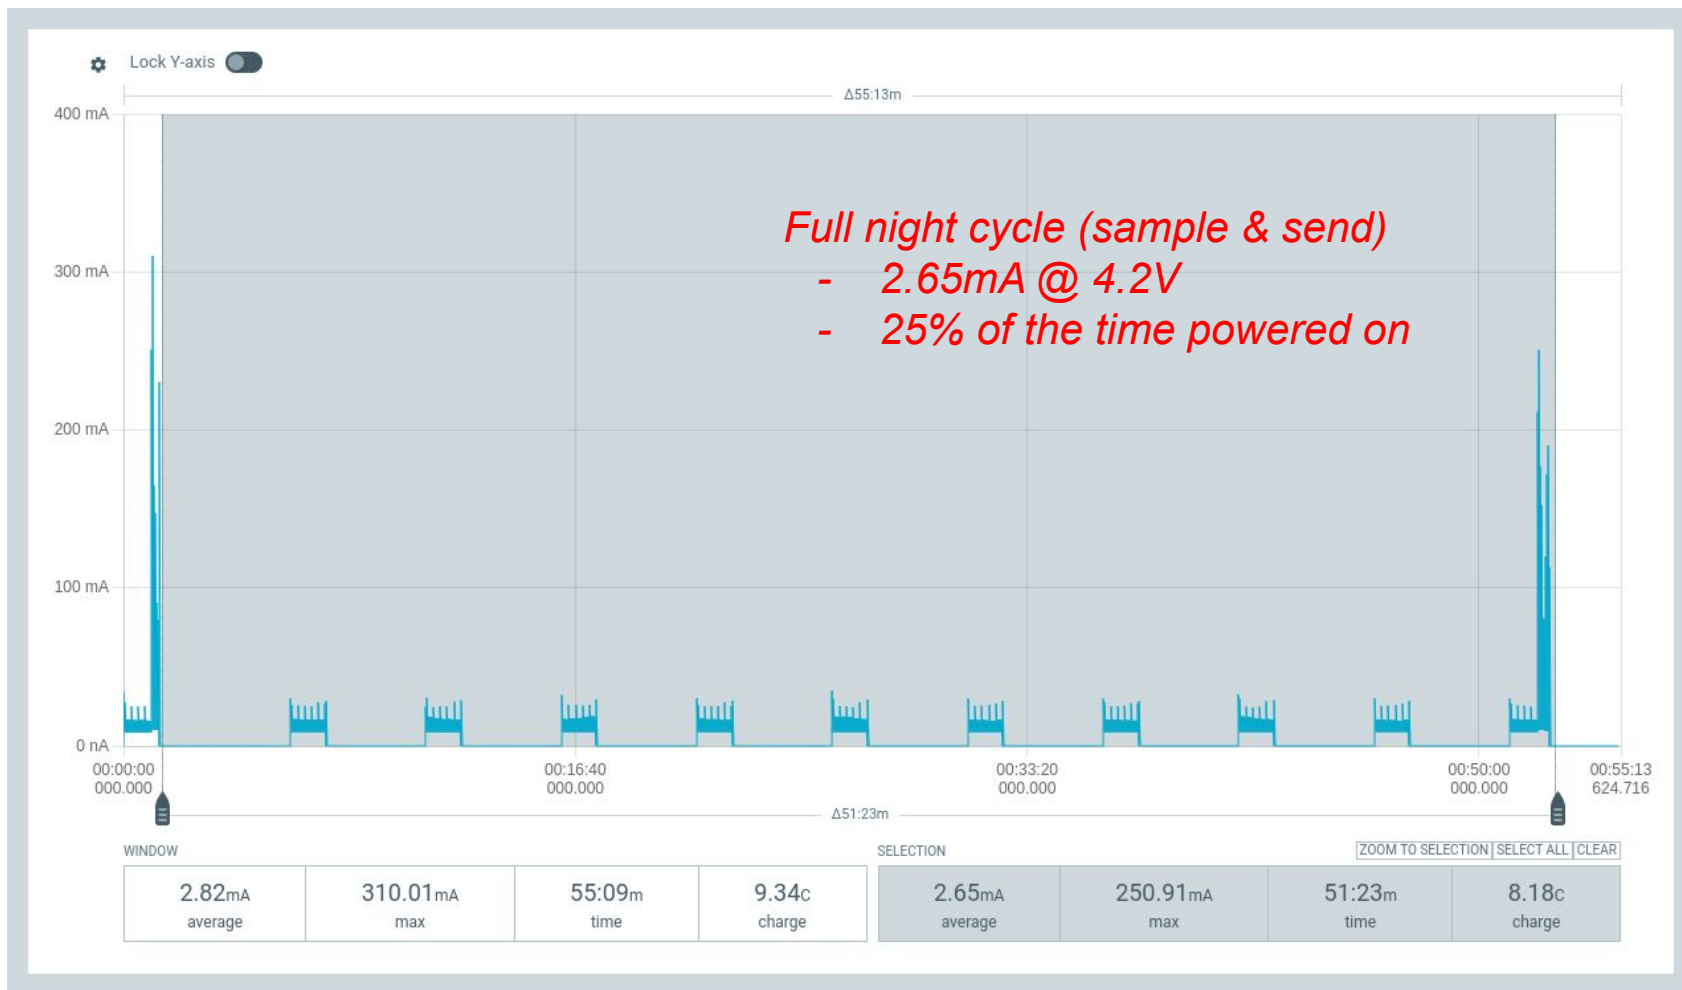 Lock Y-axis
Δ55:13m
400 mA
Full night cycle (sample & send)
- 2.65mA @ 4.2V
- 25% of the time powered on
300 mA
200 mA
100 mA
0 nA
00:00:00 00:16:40 00:33:20 00:50:00 00:55:13
000.000 000.000 000.000 000.000 624.716
Δ51:23m
WINDOW SELECTION ZOOM TO SELECTION SELECT ALL CLEAR
2.82mA 310.01mA 55:09m 9.34C 2.65mA 250.91mA 51:23m 8.18C
average max time charge average max time charge